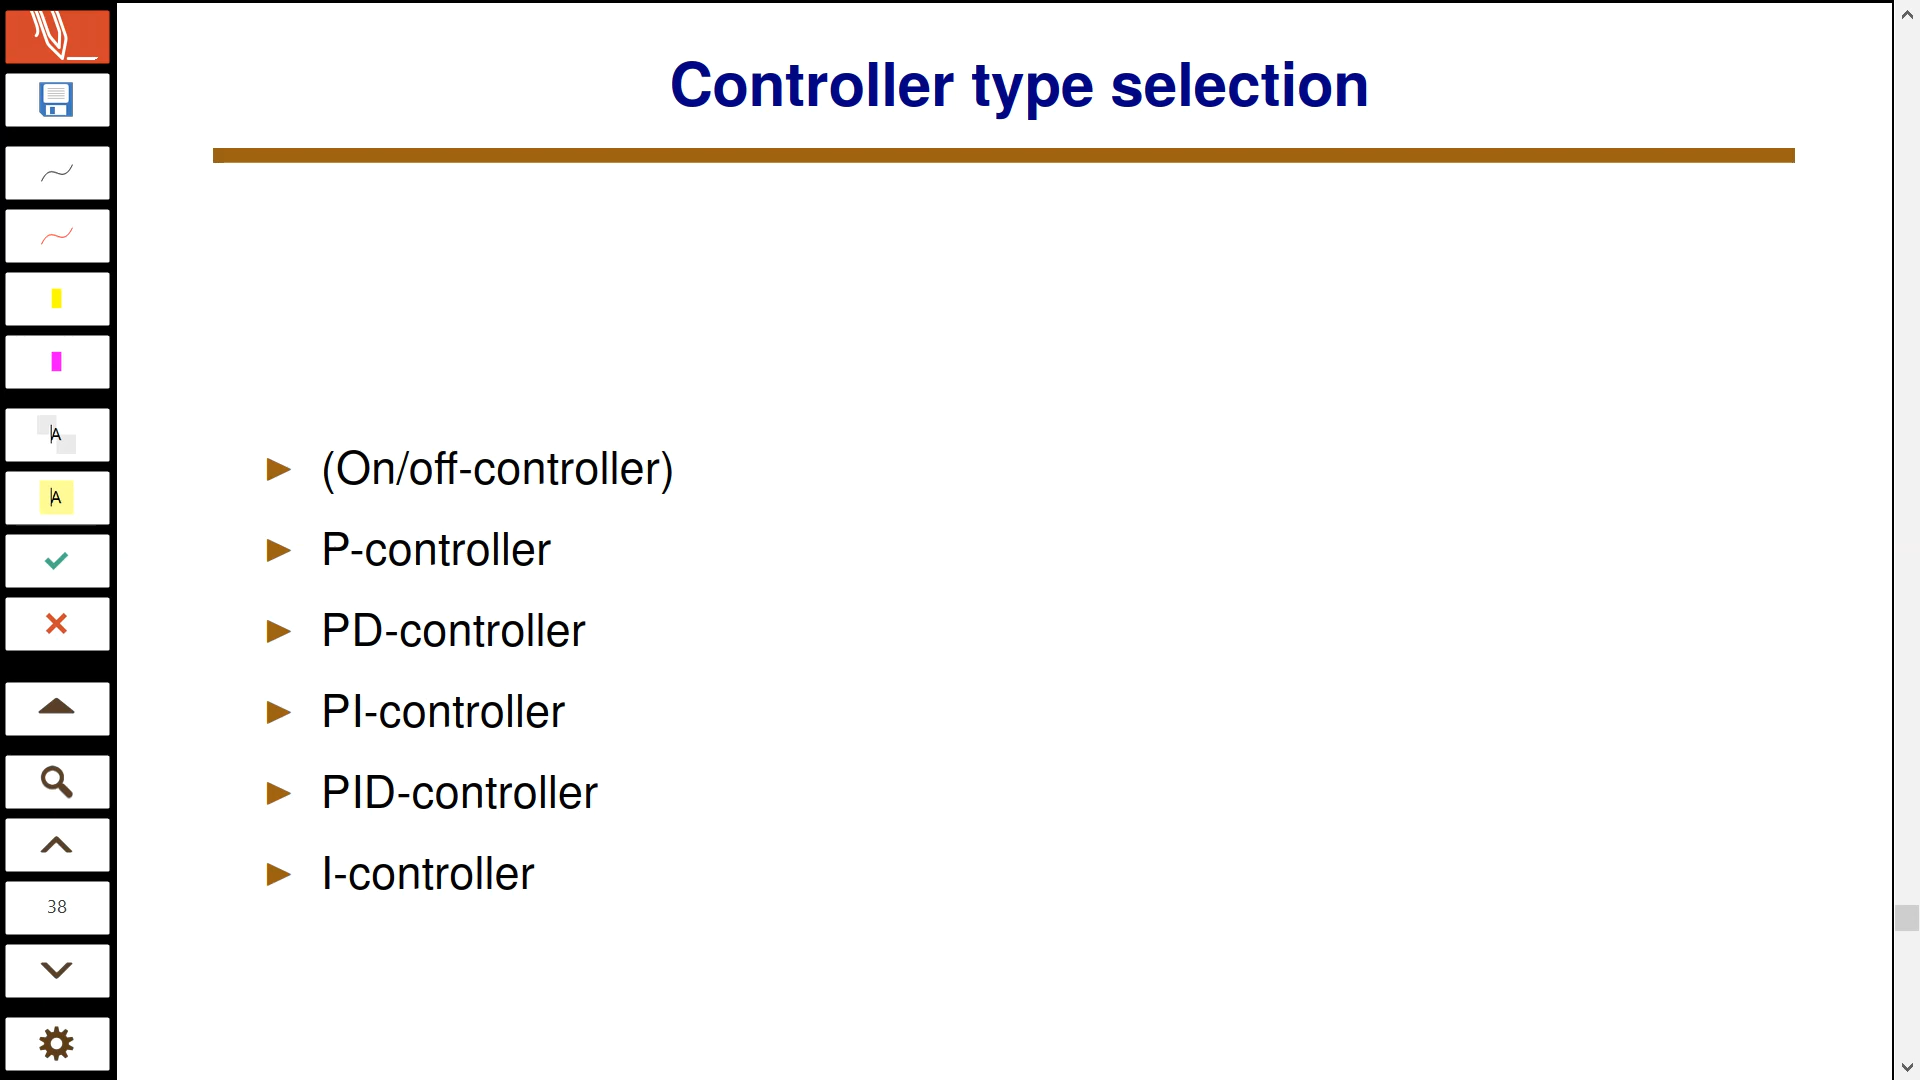 Controller type selection
(On/off-controller)
P-controller
PD-controller
PI-controller
PID-controller
I-controller
A
A
38